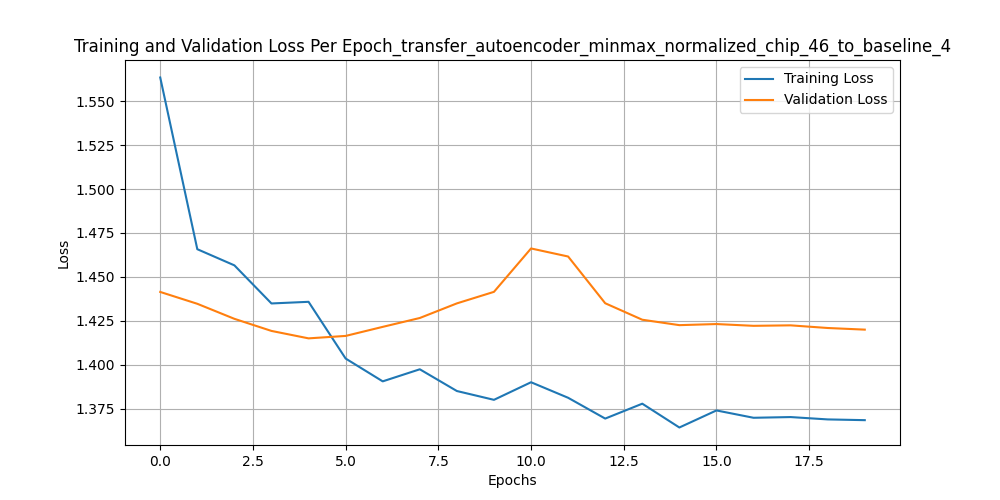 Training and Validation Loss Per Epoch_transfer_autoencoder_minmax_normalized_chip_46_to_baseline_4
Training Loss
Validation Loss
1.550
1.525
1.500
1.475
1.450
1.425
1.400
1.375
Loss
0.0 2.5 5.0 7.5 10.0 12.5 15.0 17.5
Epochs